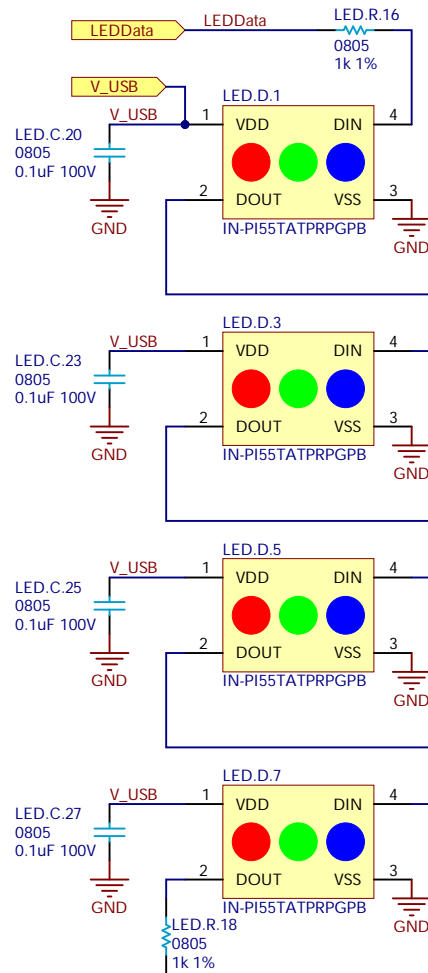 LEDData
LEDData
LED.R.16
0805
1k 1%
V_USB
V_USB
LED.C.20
0805
0.1uF 100V
GND
LED.D.1
1
VDD
DIN
4
2
DOUT
VSS
3
IN-PI55TATPRPGPB
GND
V_USB
LED.C.23
0805
0.1uF 100V
GND
LED.D.3
1
VDD
DIN
4
2
DOUT
VSS
3
IN-PI55TATPRPGPB
GND
V_USB
LED.C.25
0805
0.1uF 100V
GND
LED.D.5
1
VDD
DIN
4
2
DOUT
VSS
3
IN-PI55TATPRPGPB
GND
V_USB
LED.C.27
0805
0.1uF 100V
GND
LED.D.7
1
VDD
DIN
4
2
DOUT
VSS
3
IN-PI55TATPRPGPB
GND
LED.R.18
0805
1k 1%